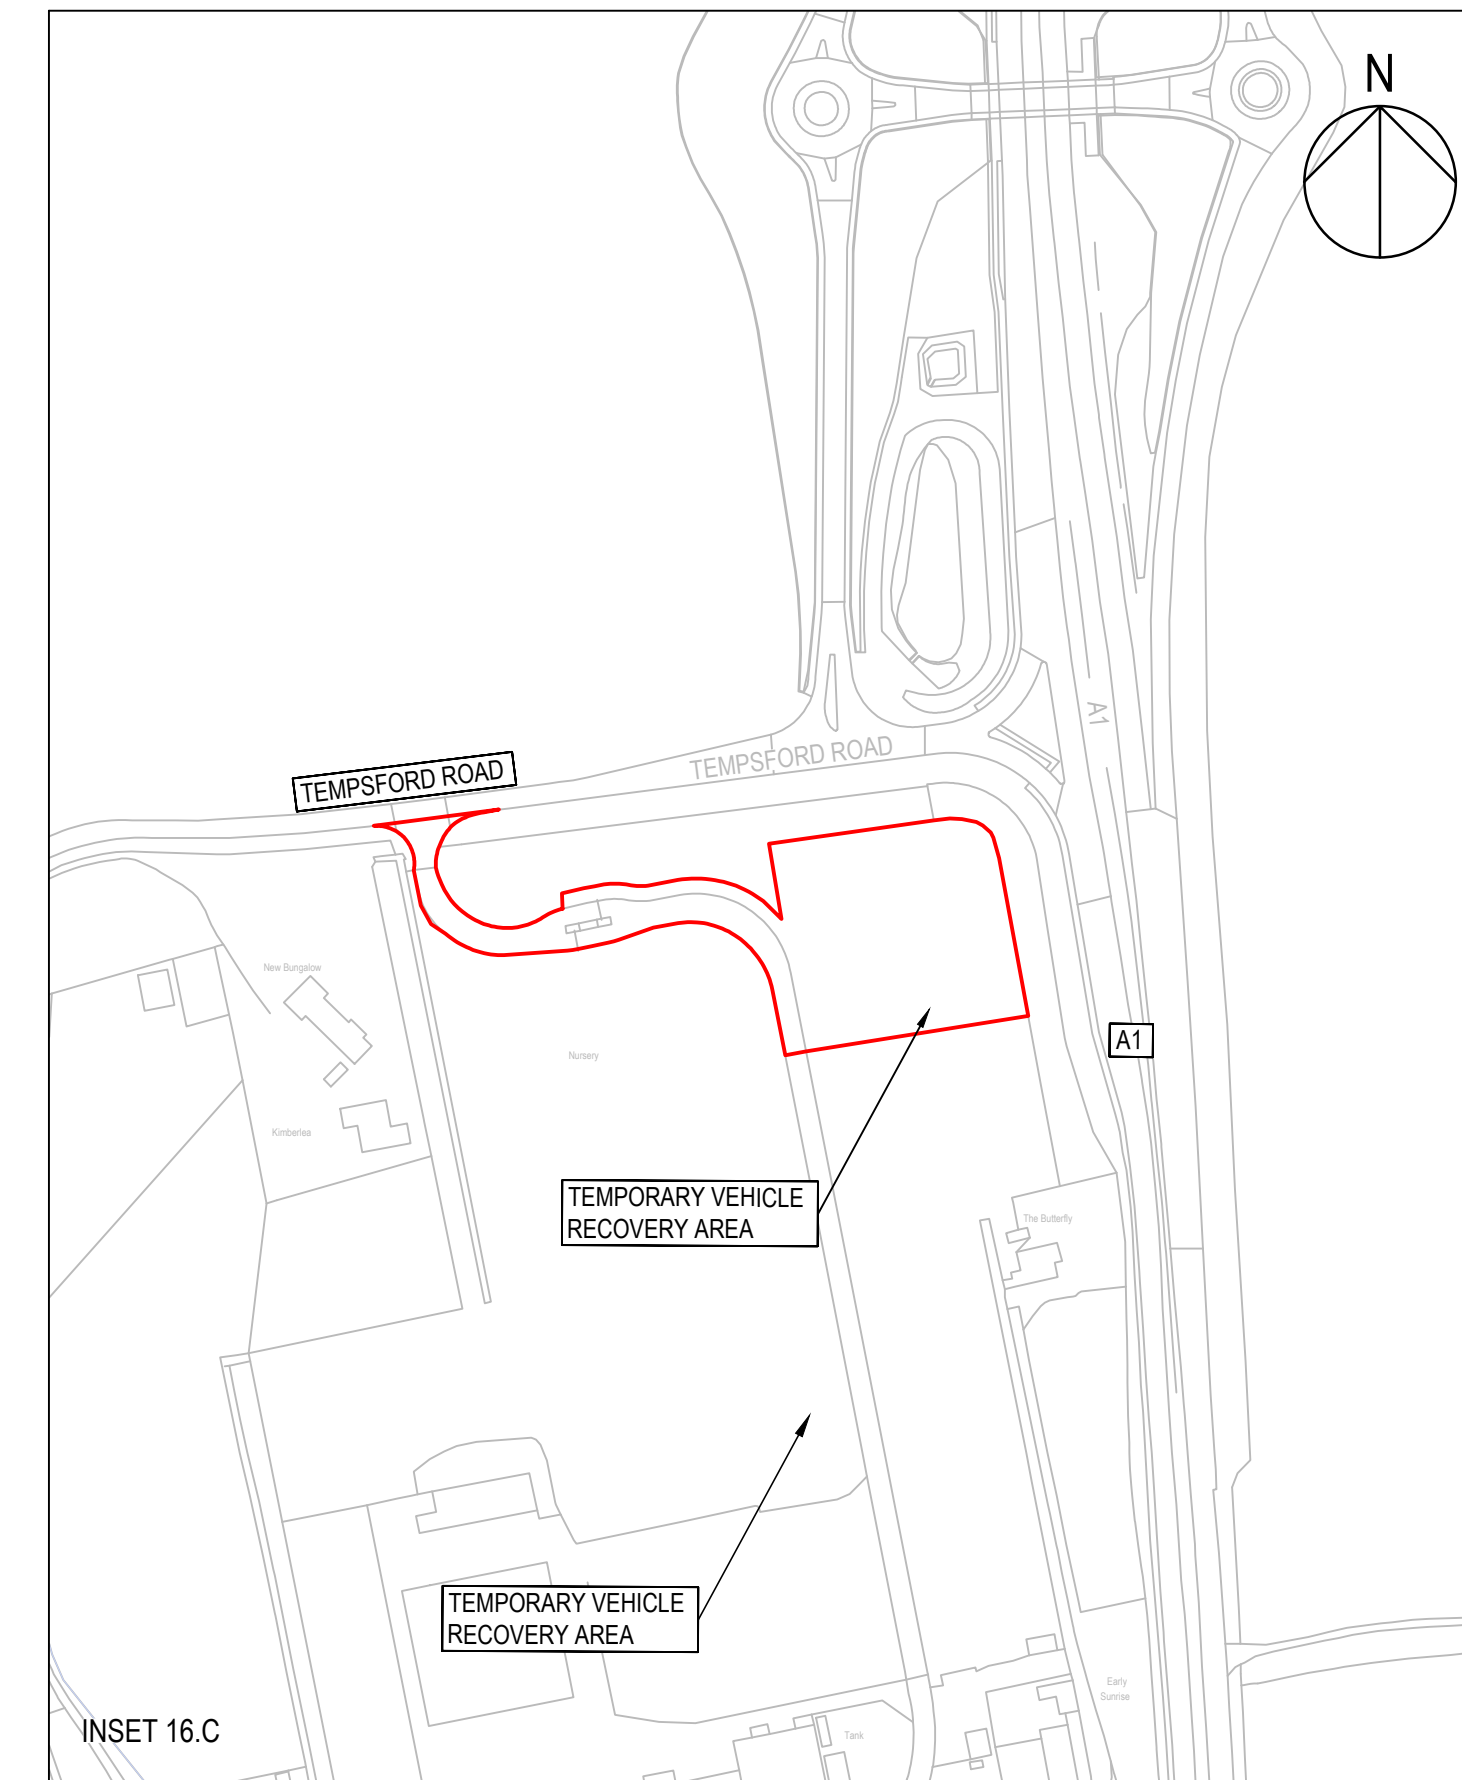 N
A1
TEMPSFORD ROAD
TEMPSFORD ROAD
New Bungalow
A1
Nursery
Kimberlea
TEMPORARY VEHICLE
RECOVERY AREA
The Butterfly
TEMPORARY VEHICLE
RECOVERY AREA
Early
Sunrise
INSET 16.C
Tank